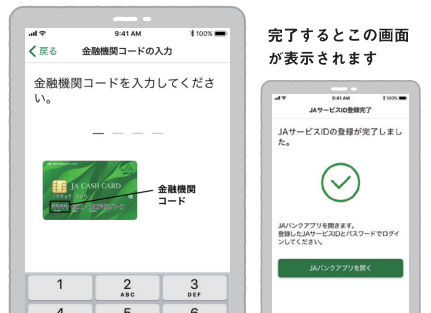 9:41 AM
100%
戻る
金融機関コードの入力
金融機関コードを入力してくださ
い。
JA CASH CARD
金融機関
コード
1
2
ABC
3
DEF
4
5
6
完了するとこの画面
が表示されます
9:41 AM
100%
JAサービスID登録完了
JAサービスIDの登録が完了しまし
た。
JAバンクアプリを開きます。
登録したJAサービスIDとパスワードでログイ
ンしてください。
JAバンクアプリを開く